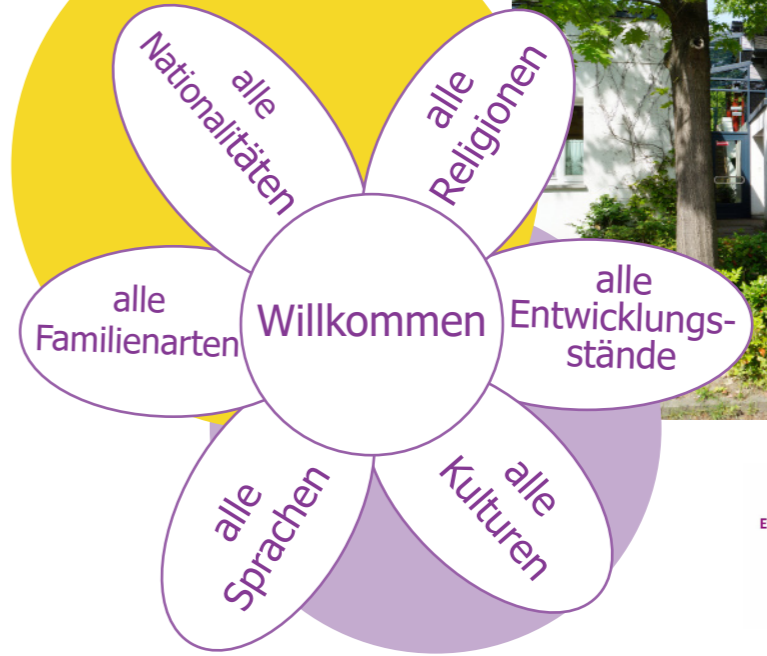 alle
Nationalitäten
alle
Religionen
alle
Familienarten
Willkommen
alle
Entwicklungs-
stände
alle
Sprachen
alle
Kulturen
E